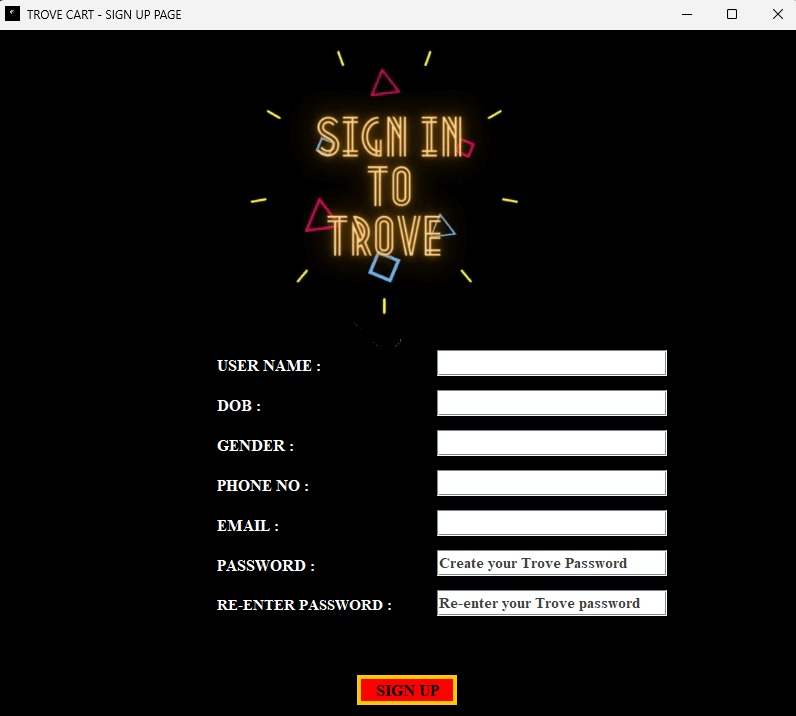 TROVE CART - SIGN UP PAGE
SIGN IN
TO
TROVE
USER NAME :
DOB :
GENDER :
PHONE NO :
EMAIL :
PASSWORD : Create your Trove Password
RE-ENTER PASSWORD : Re-enter your Trove password
SIGN UP